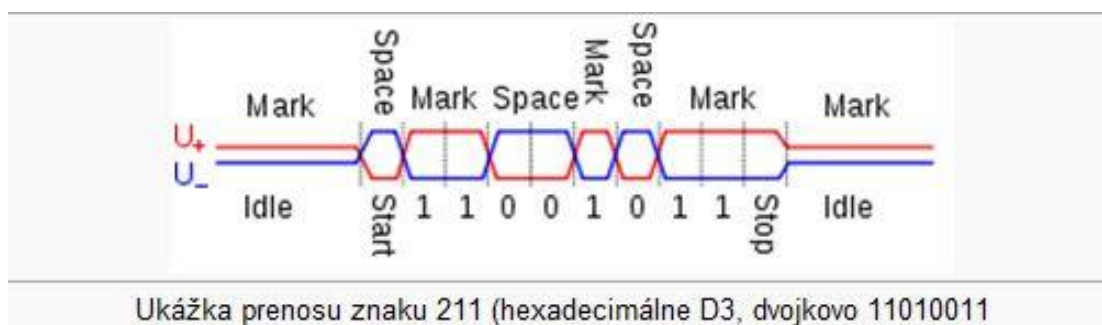 Space Mark Space
Mark Mark Space Mark Mark
U+
U_
Idle Start 1 1 0 0 1 0 1 1 Stop Idle
Ukážka prenosu znaku 211 (hexadecimálne D3, dvojkovo 11010011